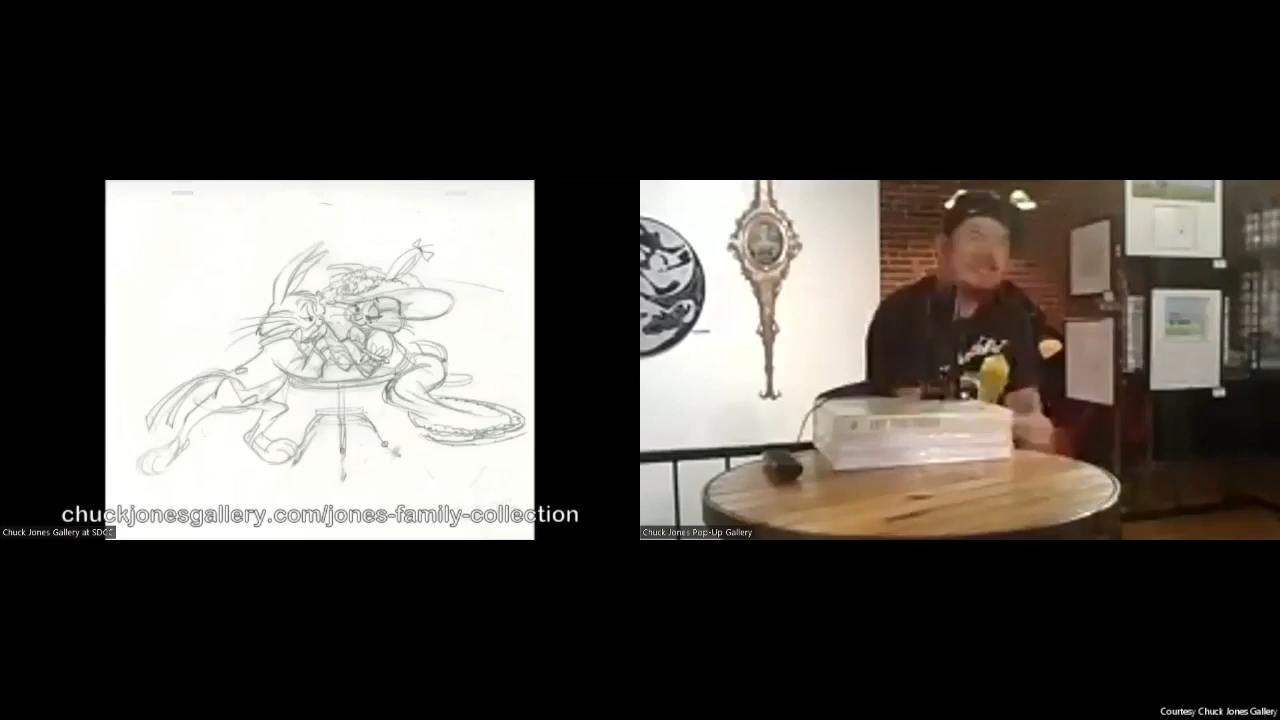 chuckjonesgallery.com/jones-family-collection
Chuck Jones Gallery at SDCC
Chuck Jones Pop-Up Gallery
Courtesy Chuck Jones Gallery